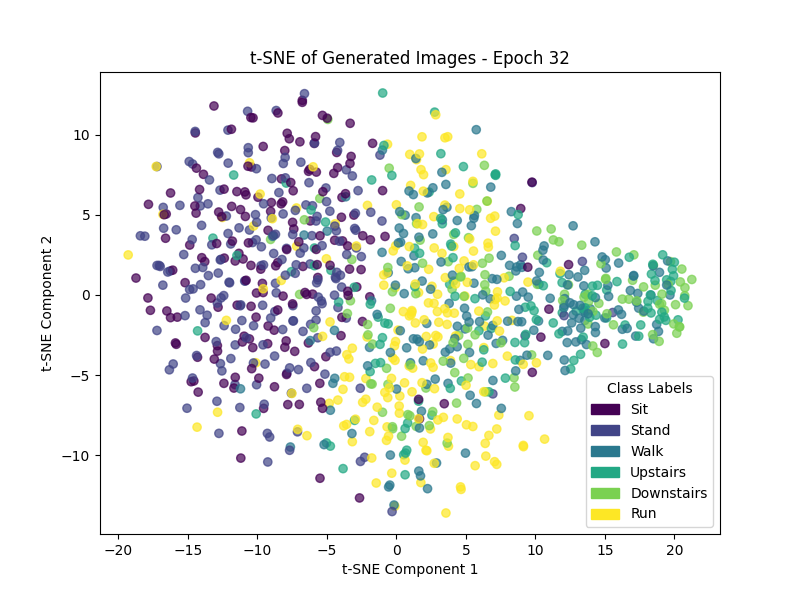 t-SNE of Generated Images - Epoch 32
t-SNE Component 2
10
5
0
−5
−10
−20
−15
−10
−5
0
5
10
15
20
t-SNE Component 1
Class Labels
Sit
Stand
Walk
Upstairs
Downstairs
Run